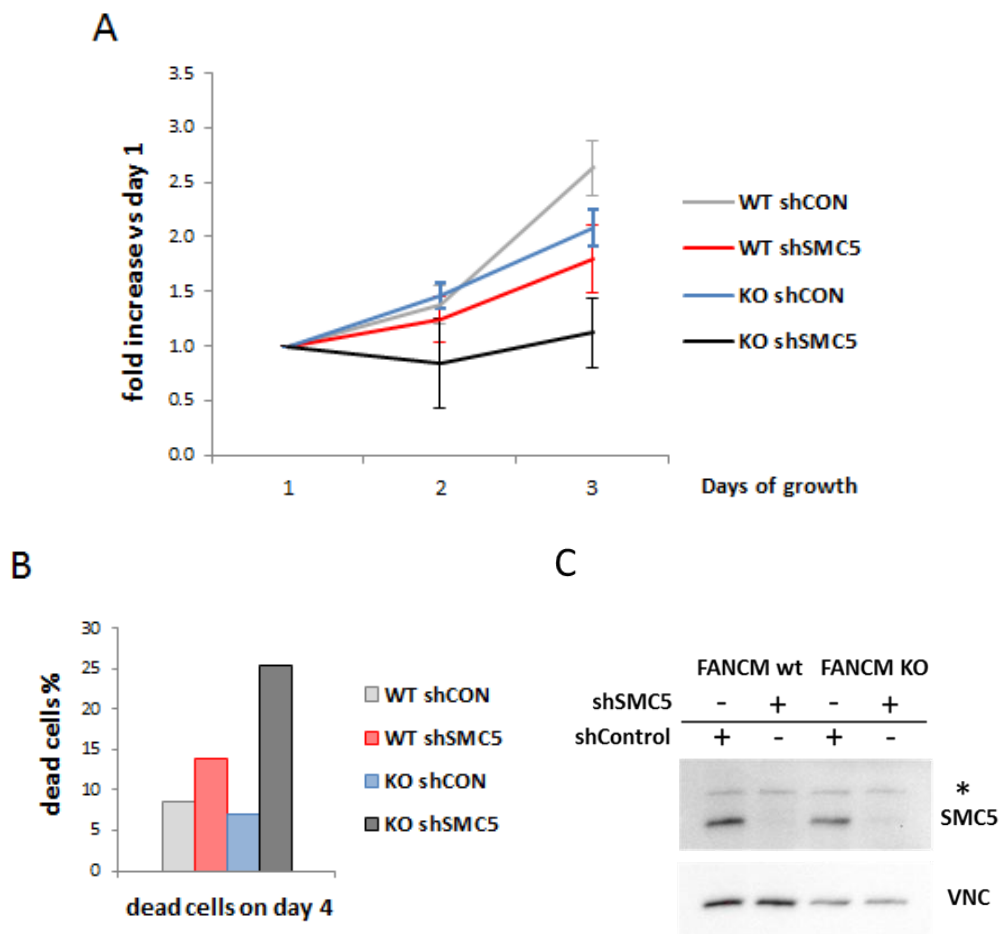 A
fold increase vs day 1
3.5
3.0
2.5
2.0
1.5
1.0
0.5
0.0
1 2 3
Days of growth
WT shCON
WT shSMC5
KO shCON
KO shSMC5
B
dead cells %
30
25
20
15
10
5
0
dead cells on day 4
WT shCON
WT shSMC5
KO shCON
KO shSMC5
C
FANCM wt FANCM KO
shSMC5 - + - +
shControl + - + -
*
SMC5
VNC